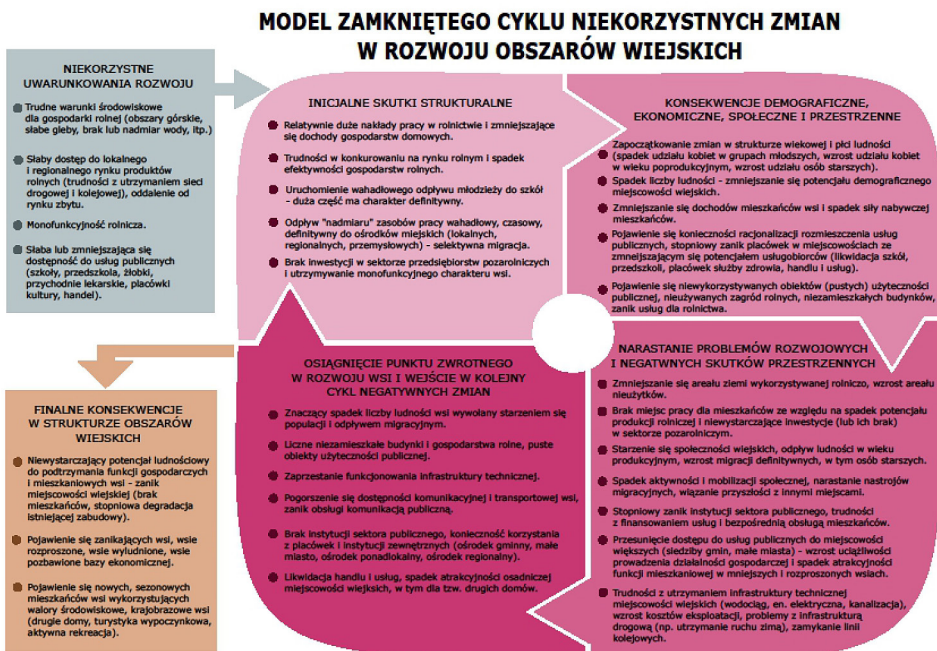 MODEL ZAMKNIĘTEGO CYKLU NIEKORZYSTNYCH ZMIAN
W ROZWOJU OBSZARÓW WIEJSKICH
NIEKORZYSTNE
UWARUNKOWANIA ROZWOJU
Trudne warunki środowiskowe
dla gospodarki rolnej (obszary górskie,
słabe gleby, brak lub nadmiar wody, itp.)
Słaby dostęp do lokalnego
i regionalnego rynku produktów
rolnych (trudności z utrzymaniem sieci
drogowej i kolejowej), oddalenie od
rynku zbytu.
Monofunkcyjność rolnicza.
Słaba lub zmniejszająca się
dostępność do usług publicznych
(szkoły, przedszkola, żłobki,
przychodnie lekarskie, placówki
kultury, handel).
INICJALNE SKUTKI STRUKTURALNE
Relatywnie duże nakłady pracy w rolnictwie i zmniejszające
się dochody gospodarstw domowych.
Trudności w konkurowaniu na rynku rolnym i spadek
efektywności gospodarstw rolnych.
Uruchomienie wahadłowego odpływu młodzieży do szkół -
duża część ma charakter definitywny.
Odpływ "nadmiaru" zasobów pracy wahadłowy, czasowy,
definitywny do ośrodków miejskich (lokalnych,
regionalnych, przemysłowych) - selektywna migracja.
Brak inwestycji w sektorze przedsiębiorstw pozarolniczych
i utrzymywanie monofunkcyjnego charakteru wsi.
KONSEKWENCJE DEMOGRAFICZNE,
EKONOMICZNE, SPOŁECZNE I PRZESTRZENNE
Zapoczątkowanie zmian w strukturze wiekowej i płci ludności
(spadek udziału kobiet w grupach młodszych, wzrost udziału kobiet
w wieku poprodukcyjnym, wzrost udziału osób starszych).
Spadek liczby ludności - zmniejszanie się potencjału demograficznego
miejscowości wiejskich.
Zmniejszanie się dochodów mieszkańców wsi i spadek siły nabywczej
mieszkańców.
Pojawienie się konieczności racjonalizacji rozmieszczenia usług
publicznych, stopniowy zanik placówek w miejscowościach ze
zmneijszającym się potencjałem usługobiorców (likwidacja szkół,
przedszkoli, placówek służby zdrowia, handlu i usług).
Pojawienie się niewykorzystywanych obiektów (pustych) użyteczności
publicznej, nieużywanych zagród rolnych, niezamieszkałych budynków,
zanik usług dla rolnictwa.
OSIĄGNIĘCIE PUNKTU ZWROTNEGO
W ROZWOJU WSI I WEJŚCIE W KOLEJNY
CYKL NEGATYWNYCH ZMIAN
Znaczący spadek liczby ludności wsi wywołany starzeniem się
populacji i odpływem migracyjnym.
Liczne niezamieszkałe budynki i gospodarstwa rolne, puste
obiekty użyteczności publicznej.
Zaprzestanie funkcjonowania infrastruktury technicznej.
Pogorszenie się dostępności komunikacyjnej i transportowej wsi,
zanik obsługi komunikacją publiczną.
Brak instytucji sektora publicznego, konieczność korzystania
z placówek i instytucji zewnętrznych (ośrodek gminny, małe
miasto, ośrodek ponadlokalny, ośrodek regionalny).
Likwidacja handlu i usług, spadek atrakcyjności osadniczej
miejscowości wiejksich, w tym dla tzw. drugich domów.
NARASTANIE PROBLEMÓW ROZWOJOWYCH
I NEGATWNYCH SKUTKÓW PRZESTRZENNYCH
Zmniejszanie się areału ziemi wykorzystywanej rolniczo, wzrost areału
nieużytków.
Brak miejsc pracy dla mieszkańców ze względu na spadek potencjału
produkcji rolniczej i niewystarczające inwestycje (lub ich brak)
w sektorze pozarolniczym.
Starzenie się społeczności wiejskich, odpływ ludności w wieku
produkcyjnym, wzrost migracji definitywnych, w tym osób starszych.
Spadek aktywności i mobilizacji społecznej, narastanie nastrojów
migracyjnych, wiązanie przyszłości z innymi miejscami.
Stopniowy zanik instytucji sektora publicznego, trudności
z finansowaniem usług i bezpośrednią obsługą mieszkańców.
Przesunięcie dostępu do usług publicznych do miejscowości
większych (siedziby gmin, małe miasta) - wzrost uciążliwości
prowadzenia działalności gospodarczej i spadek atrakcyjności
funkcji mieszkaniowej w mniejszych i rozproszonych wsiach.
Trudności z utrzymaniem infrastruktury technicznej
miejscowości wiejskich (wodociąg, en. elektryczna, kanalizacja),
wzrost kosztów eksploatacji, problemy z infrastrukturą
drogową (np. utrzymanie ruchu zimą), zamykanie linii
kolejowych.
FINALNE KONSEKWENCJE
W STRUKTURZE OBSZARÓW
WIEJSKICH
Niewystarczający potencjał ludnościowy
do podtrzymania funkcji gospodarczych
i mieszkaniowych wsi - zanik
miejscowości wiejskiej (brak
mieszkańców, stopniowa degradacja
istniejącej zabudowy).
Pojawienie się zanikających wsi, wsie
rozproszone, wsie wyludnione, wsie
pozbawione bazy ekonomicznej.
Pojawienie się nowych, sezonowych
mieszkańców wsi wykorzystujących
walory środowiskowe, krajobrazowe wsi
(drugie domy, turystyka wypoczynkowa,
aktywna rekreacja).